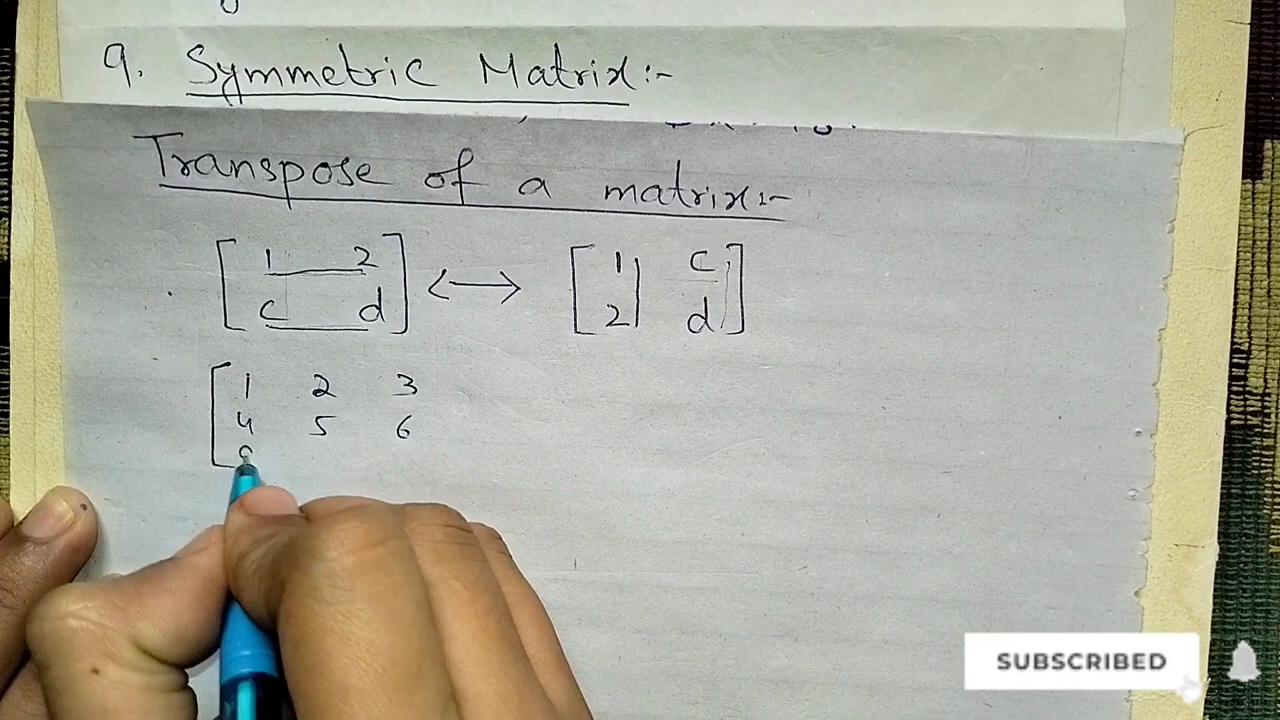 9. Symmetric Matrix:-
Transpose of a matrix:-
[1 2] <-> [1 c]
[c d] [2 d]
[1 2 3
4 5 6
SUBSCRIBED